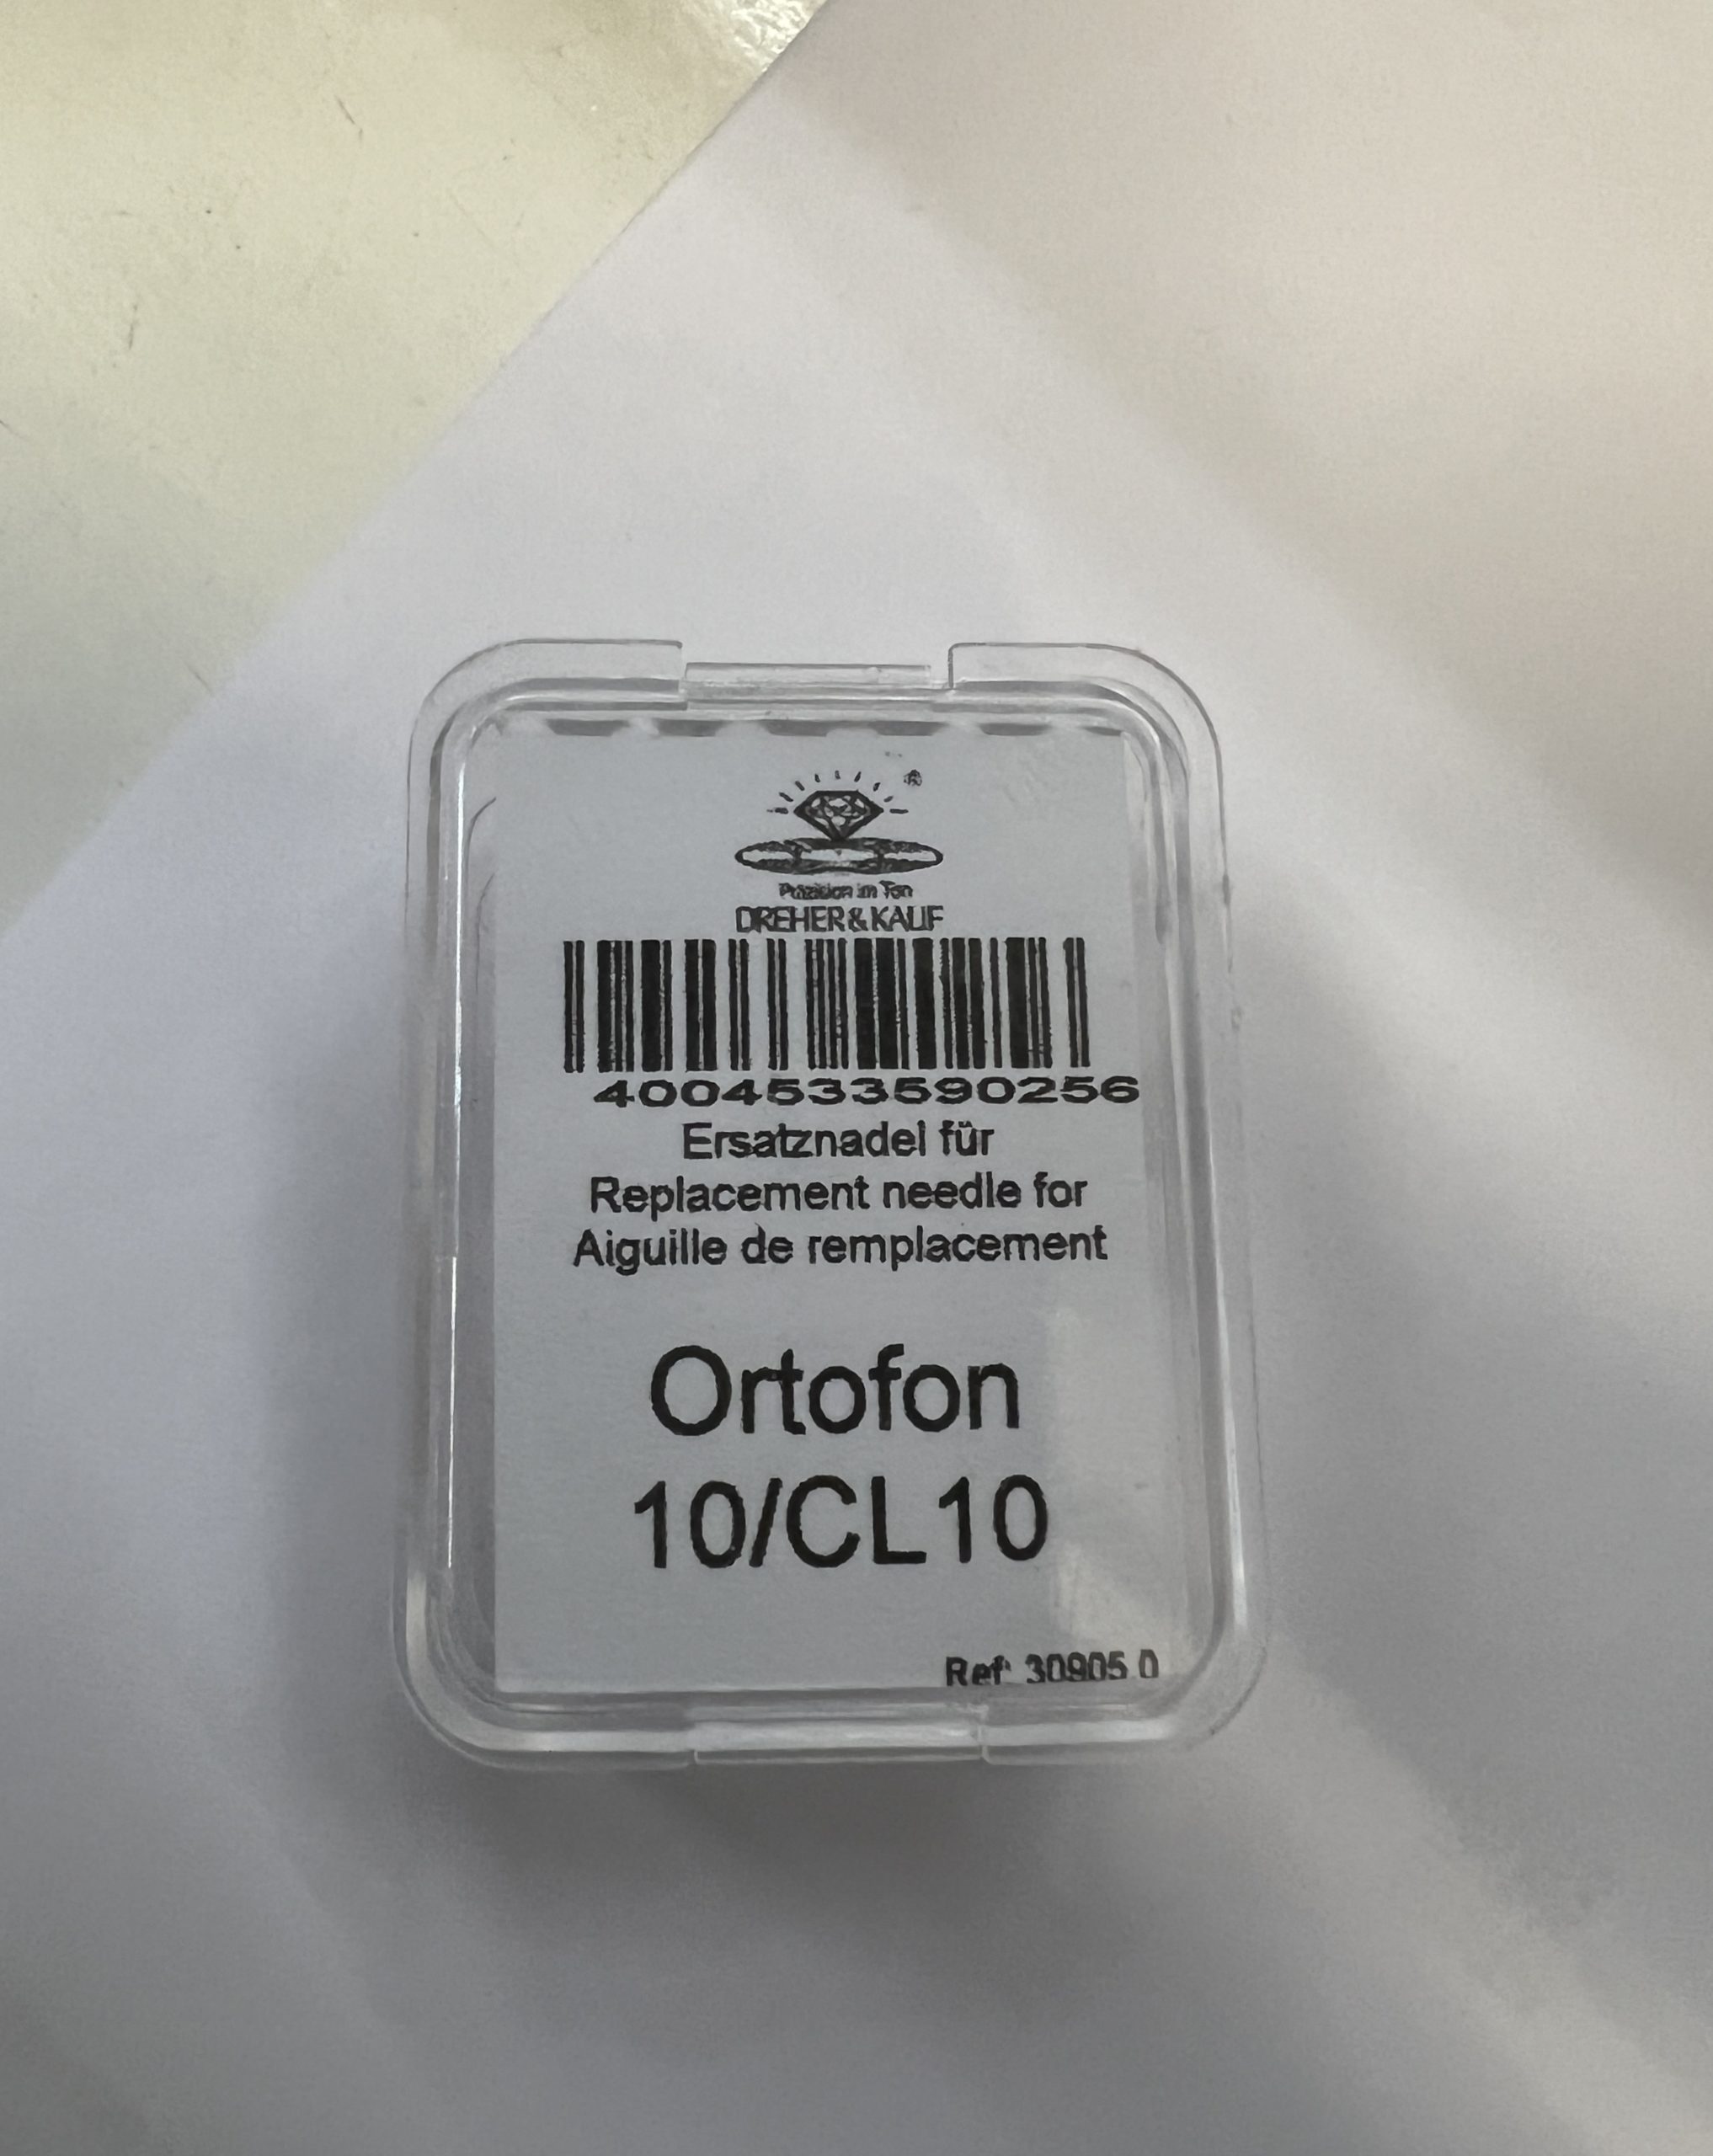 ®
Präzision im Ton
DREHER & KAUF
4004533590256
Ersatznadel für
Replacement needle for
Aiguille de remplacement
Ortofon
10/CL10
Ref: 30905.0